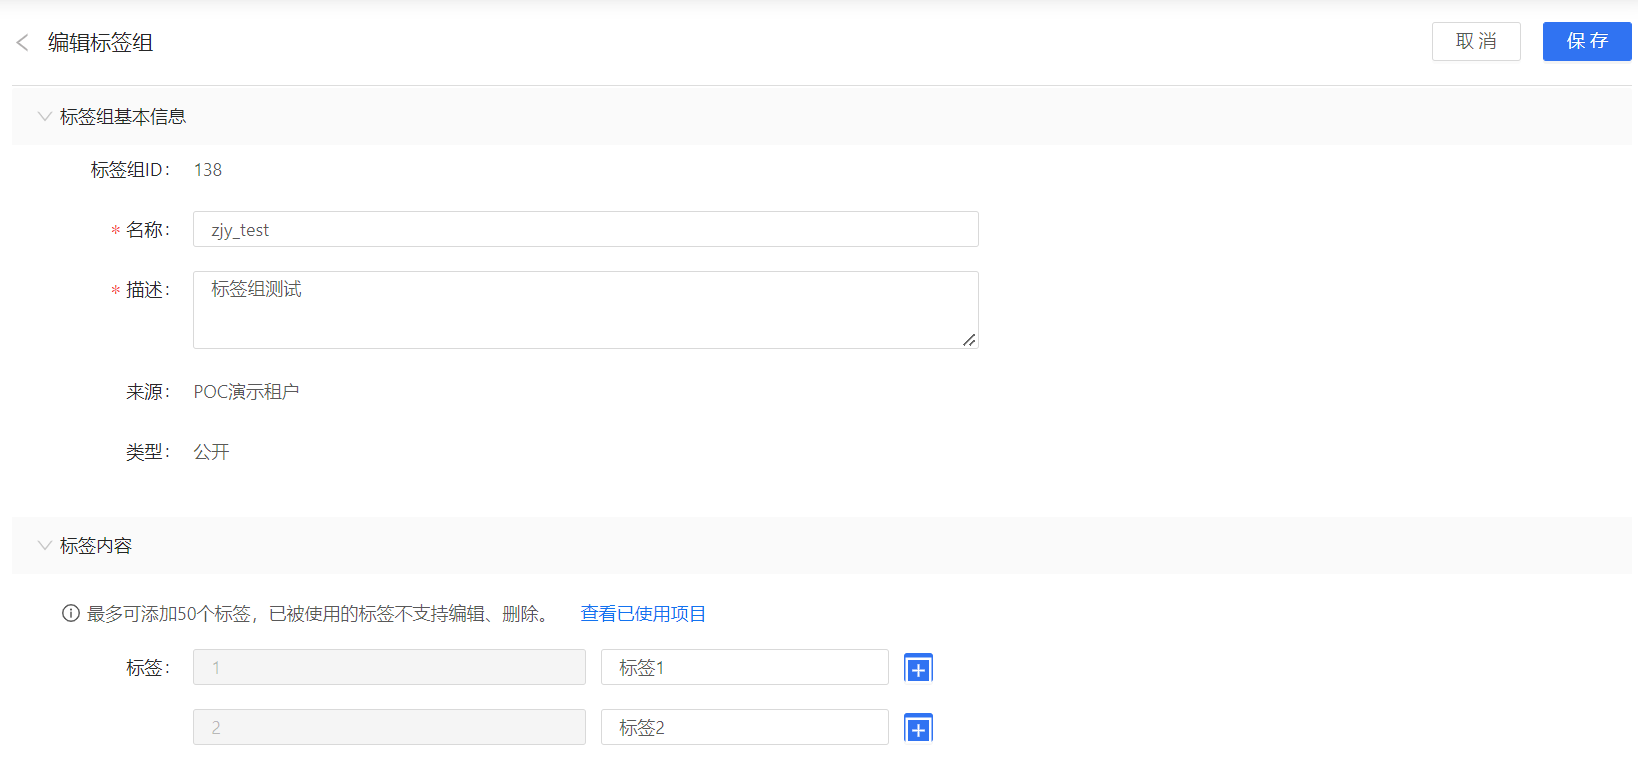 编辑标签组
取 消
保 存
标签组基本信息
标签组ID： 138
* 名称： zjy_test
* 描述： 标签组测试
来源： POC演示租户
类型： 公开
标签内容
最多可添加50个标签，已被使用的标签不支持编辑、删除。 查看已使用项目
标签： 1 标签1
2 标签2